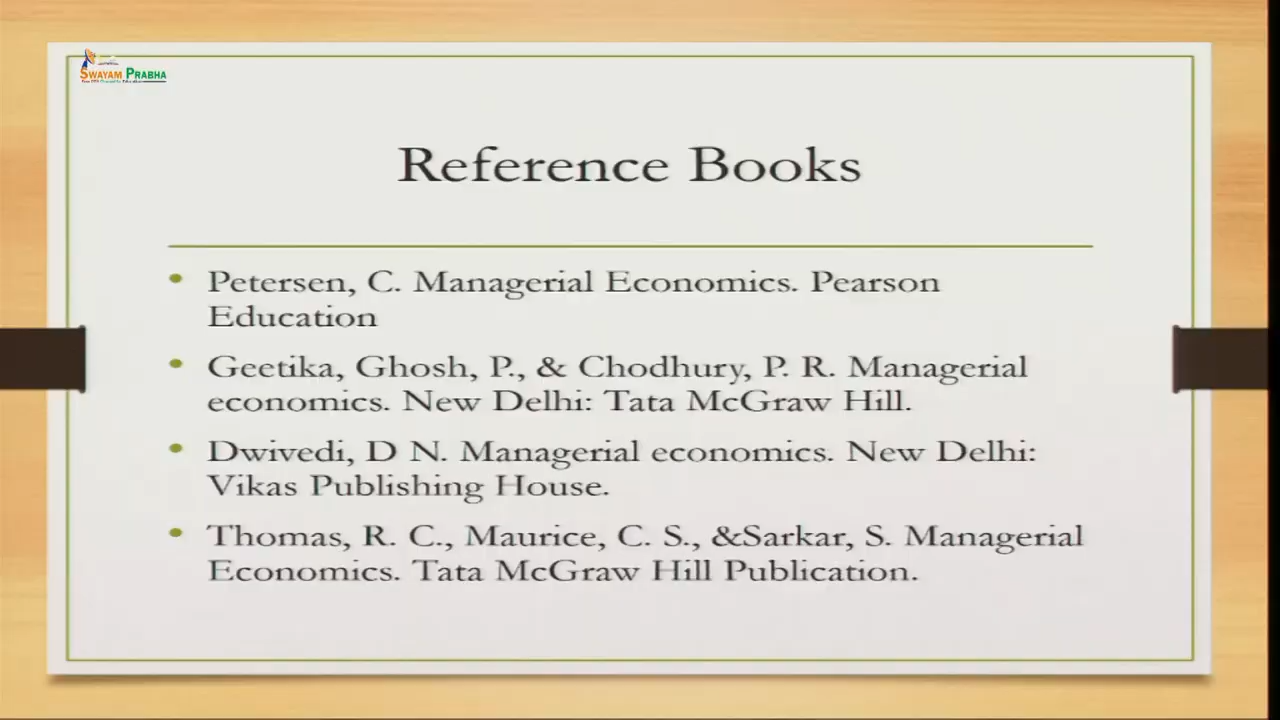 SWAYAM PRABHA
Reference Books
• Petersen, C. Managerial Economics. Pearson
Education
• Geetika, Ghosh, P., & Chodhury, P. R. Managerial
economics. New Delhi: Tata McGraw Hill.
• Dwivedi, D N. Managerial economics. New Delhi:
Vikas Publishing House.
• Thomas, R. C., Maurice, C. S., &Sarkar, S. Managerial
Economics. Tata McGraw Hill Publication.